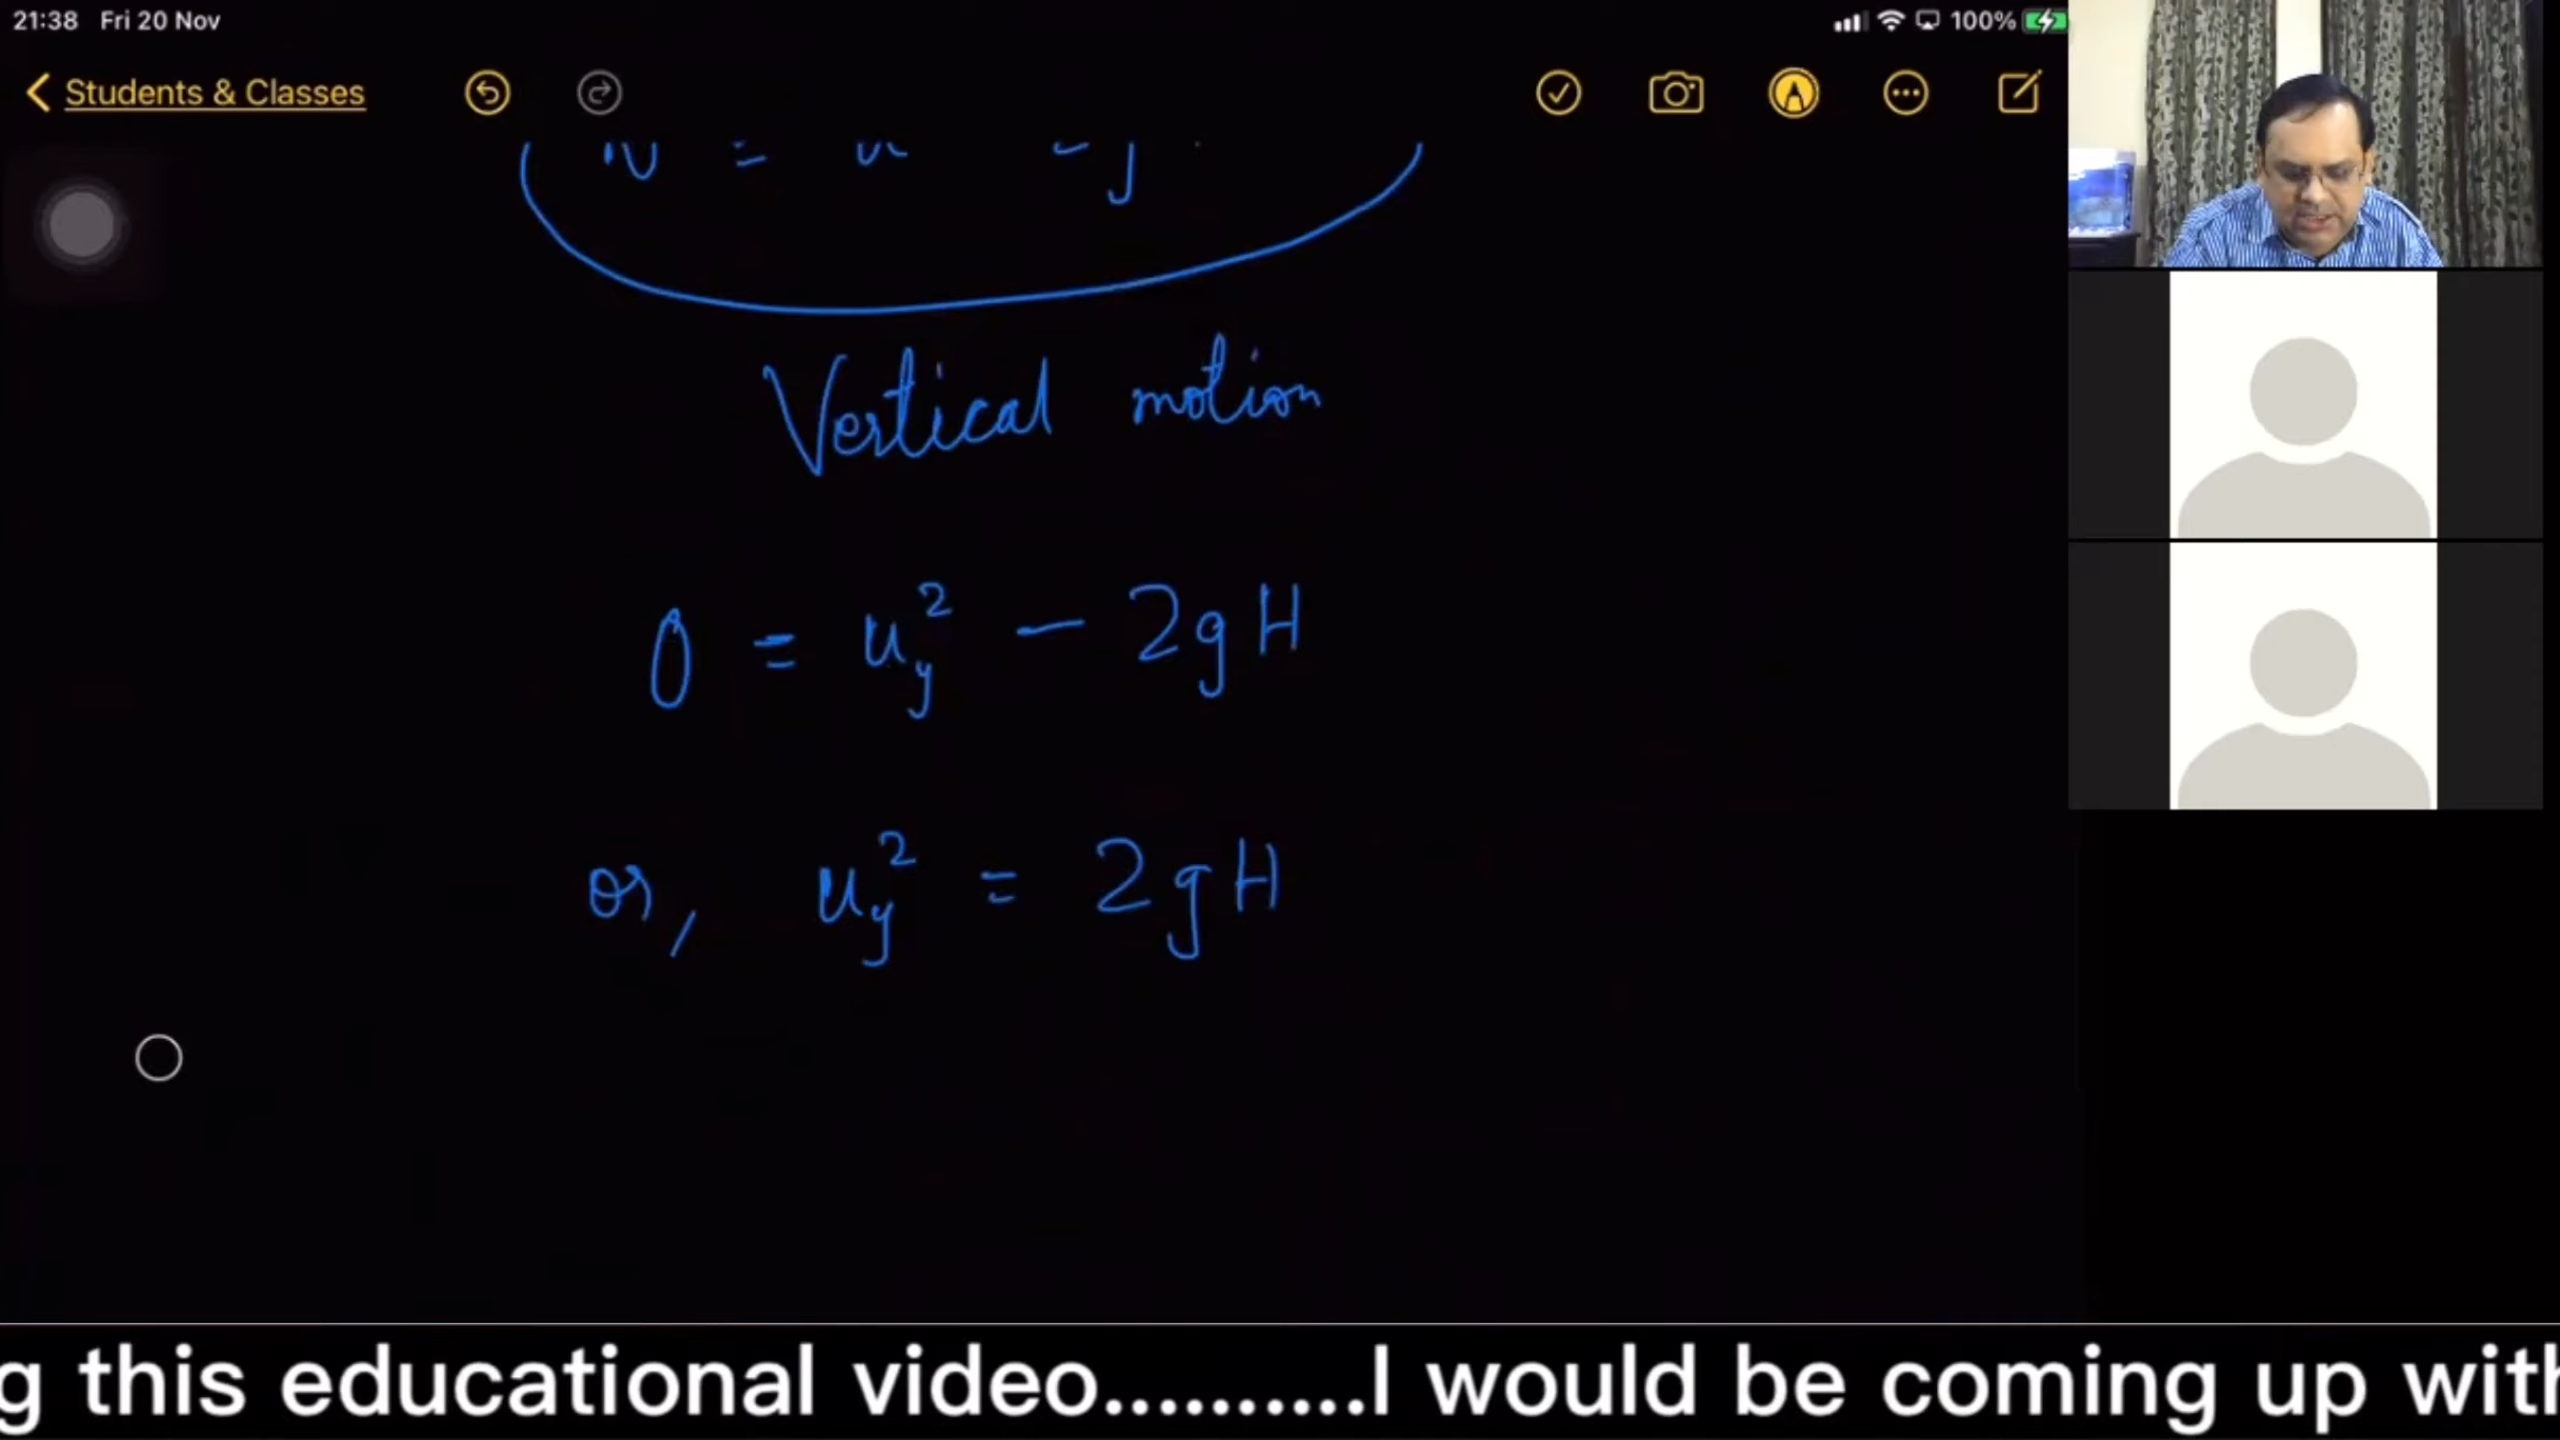 21:38 Fri 20 Nov
100%
Students & Classes
Vertical motion
0 = u_y² - 2gH
or, u_y² = 2gH
this educational video..........I would be coming up